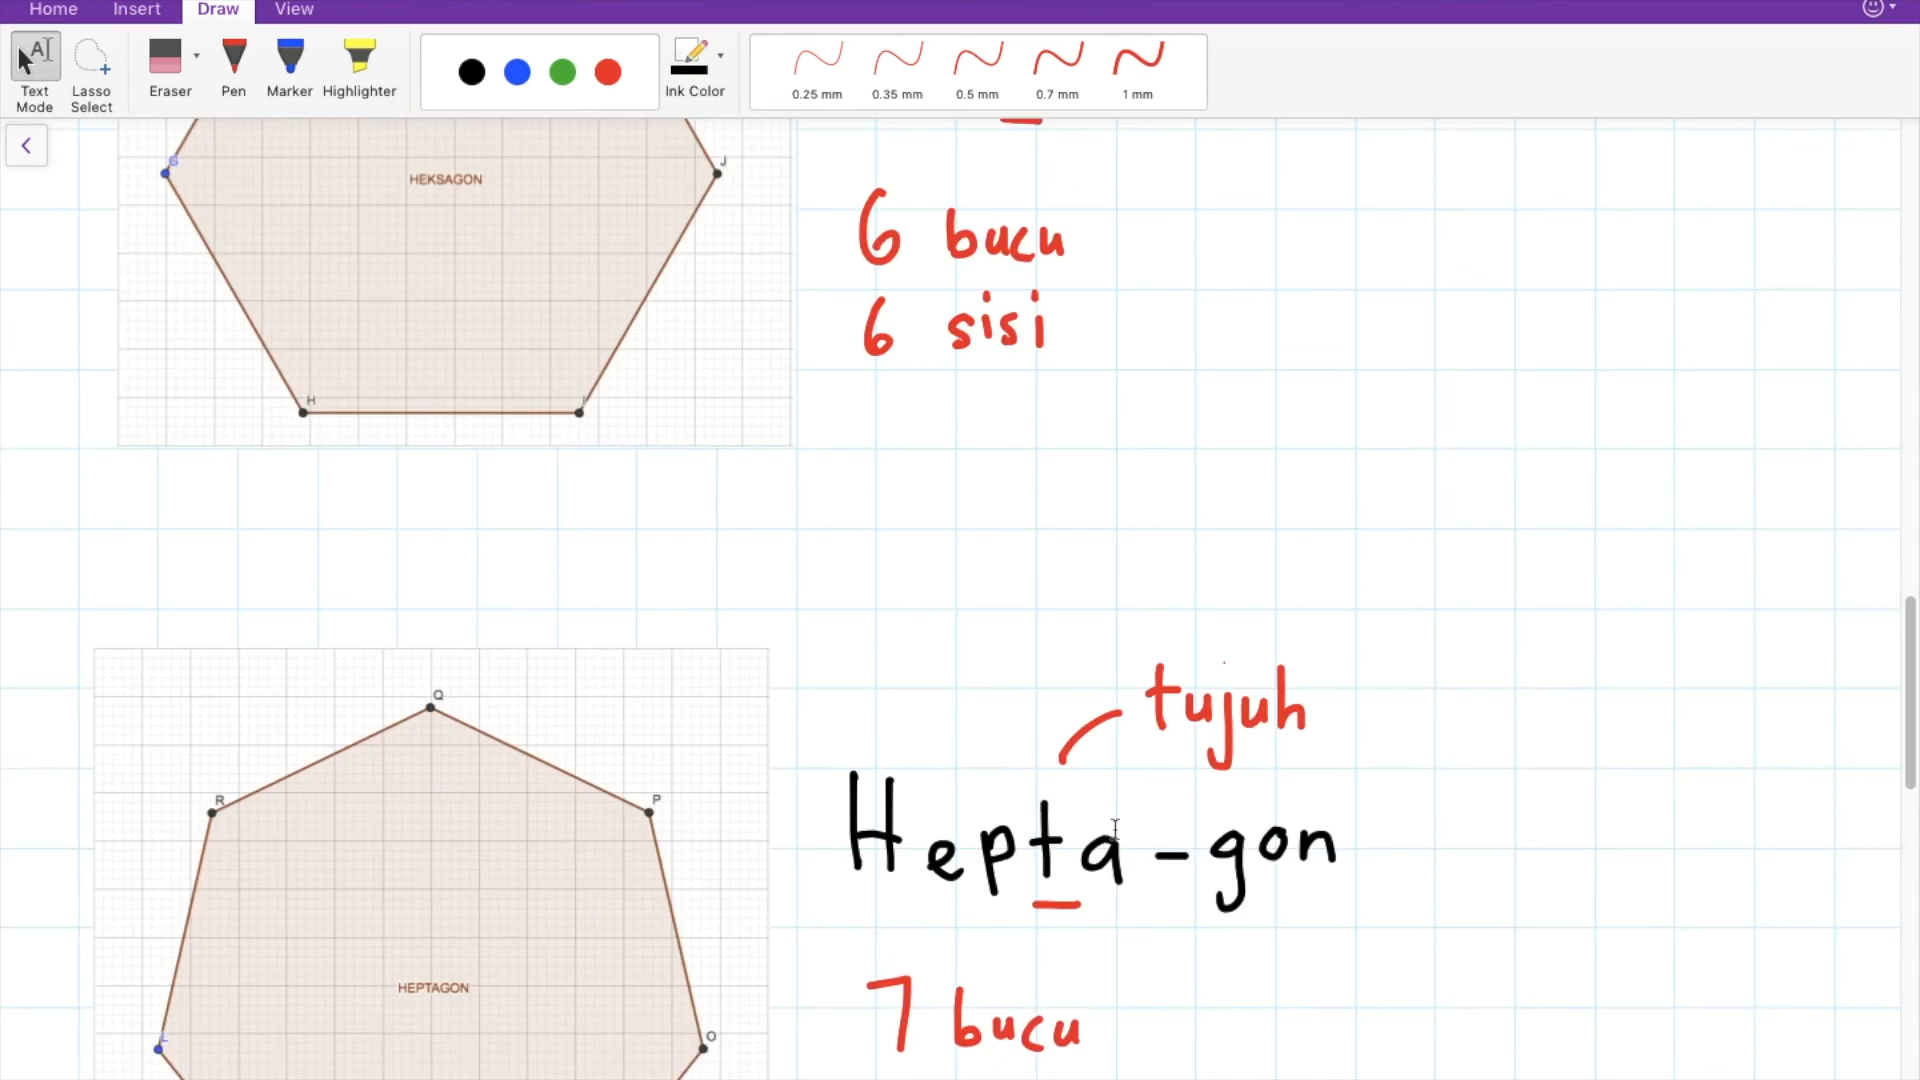 Home Insert Draw View
Text Mode
Lasso Select
Eraser
Pen
Marker
Highlighter
Ink Color
0.25 mm
0.35 mm
0.5 mm
0.7 mm
1 mm
G
J
HEKSAGON
H
I
6 bucu
6 sisi
Q
R
P
HEPTAGON
L
O
tujuh
Hepta-gon
7 bucu